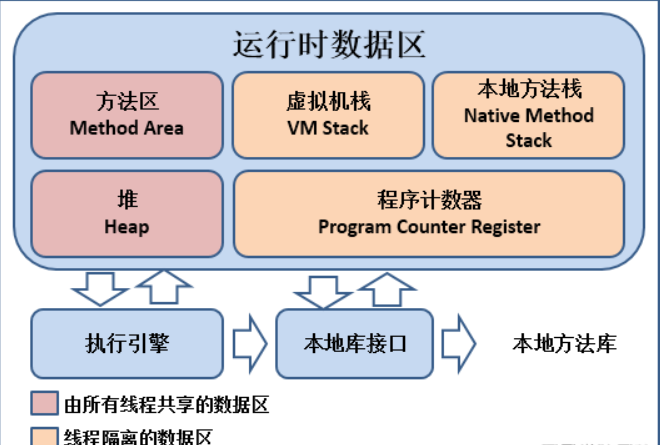 运行时数据区
方法区
Method Area
虚拟机栈
VM Stack
本地方法栈
Native Method
Stack
堆
Heap
程序计数器
Program Counter Register
执行引擎
本地库接口
本地方法库
由所有线程共享的数据区
线程隔离的数据区